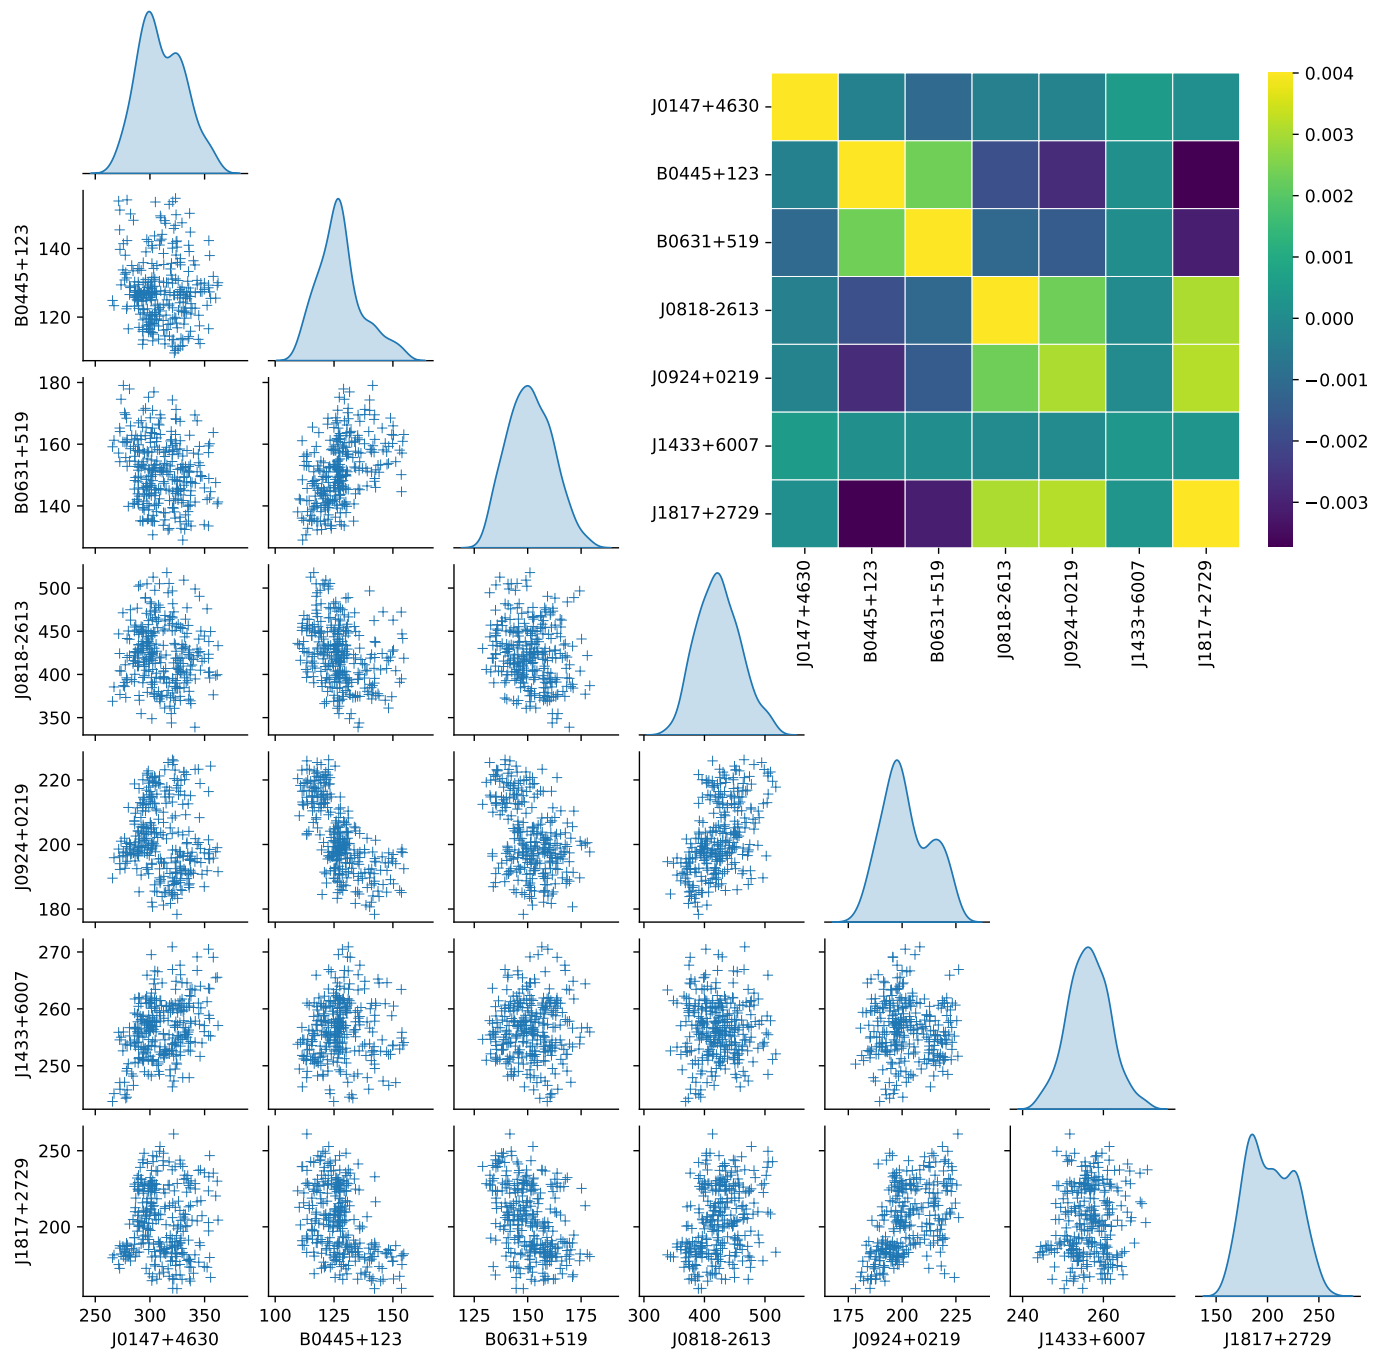 J0147+4630
B0445+123
B0631+519
J0818-2613
J0924+0219
J1433+6007
J1817+2729
0.004
0.003
0.002
0.001
0.000
−0.001
−0.002
−0.003
J0147+4630
B0445+123
B0631+519
J0818-2613
J0924+0219
J1433+6007
J1817+2729
B0445+123
140
120
B0631+519
180
160
140
J0818-2613
500
450
400
350
J0924+0219
220
200
180
J1433+6007
270
260
250
J1817+2729
250
200
250 300 350
100 125 150
125 150 175
300 400 500
175 200 225
240 260
150 200 250
J0147+4630
B0445+123
B0631+519
J0818-2613
J0924+0219
J1433+6007
J1817+2729